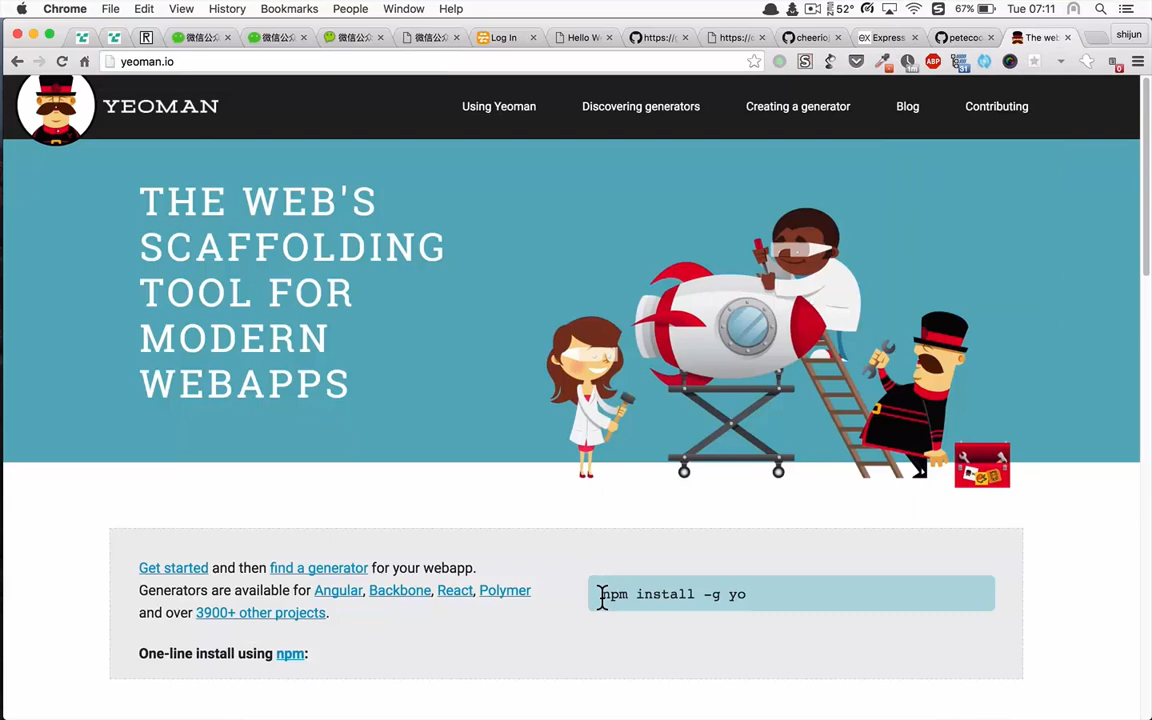 Chrome File Edit View History Bookmarks People Window Help 52° 67% Tue 07:11
微信公众 微信公众 微信公众 https://c Log In Hello W https:// https://c cheerio Express petecoo The web shijun
yeoman.io
YEOMAN
Using Yeoman Discovering generators Creating a generator Blog Contributing
THE WEB'S
SCAFFOLDING
TOOL FOR
MODERN
WEBAPPS
Get started and then find a generator for your webapp.
Generators are available for Angular, Backbone, React, Polymer
and over 3900+ other projects.
npm install -g yo
One-line install using npm: